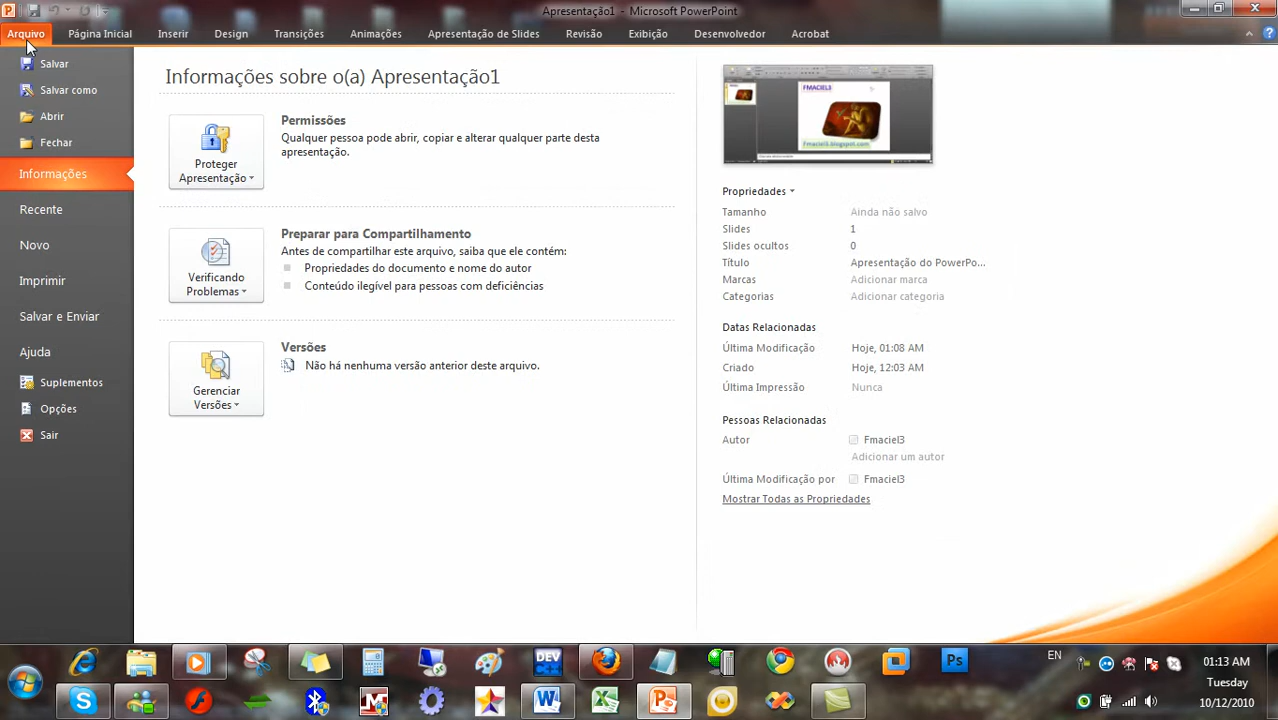 Apresentação1 - Microsoft PowerPoint
Arquivo Página Inicial Inserir Design Transições Animações Apresentação de Slides Revisão Exibição Desenvolvedor Acrobat
Salvar
Salvar como
Abrir
Fechar
Informações
Recente
Novo
Imprimir
Salvar e Enviar
Ajuda
Suplementos
Opções
Sair
Informações sobre o(a) Apresentação1
Proteger
Apresentação
Permissões
Qualquer pessoa pode abrir, copiar e alterar qualquer parte desta
apresentação.
Verificando
Problemas
Preparar para Compartilhamento
Antes de compartilhar este arquivo, saiba que ele contém:
Propriedades do documento e nome do autor
Conteúdo ilegível para pessoas com deficiências
Gerenciar
Versões
Versões
Não há nenhuma versão anterior deste arquivo.
FMACIEL3
Fmaciel3.blogspot.com
Propriedades
Tamanho Ainda não salvo
Slides 1
Slides ocultos 0
Título Apresentação do PowerPo...
Marcas Adicionar marca
Categorias Adicionar categoria
Datas Relacionadas
Última Modificação Hoje, 01:08 AM
Criado Hoje, 12:03 AM
Última Impressão Nunca
Pessoas Relacionadas
Autor Fmaciel3
Adicionar um autor
Última Modificação por Fmaciel3
Mostrar Todas as Propriedades
DEV
C++
Ps
EN
01:13 AM
Tuesday
10/12/2010